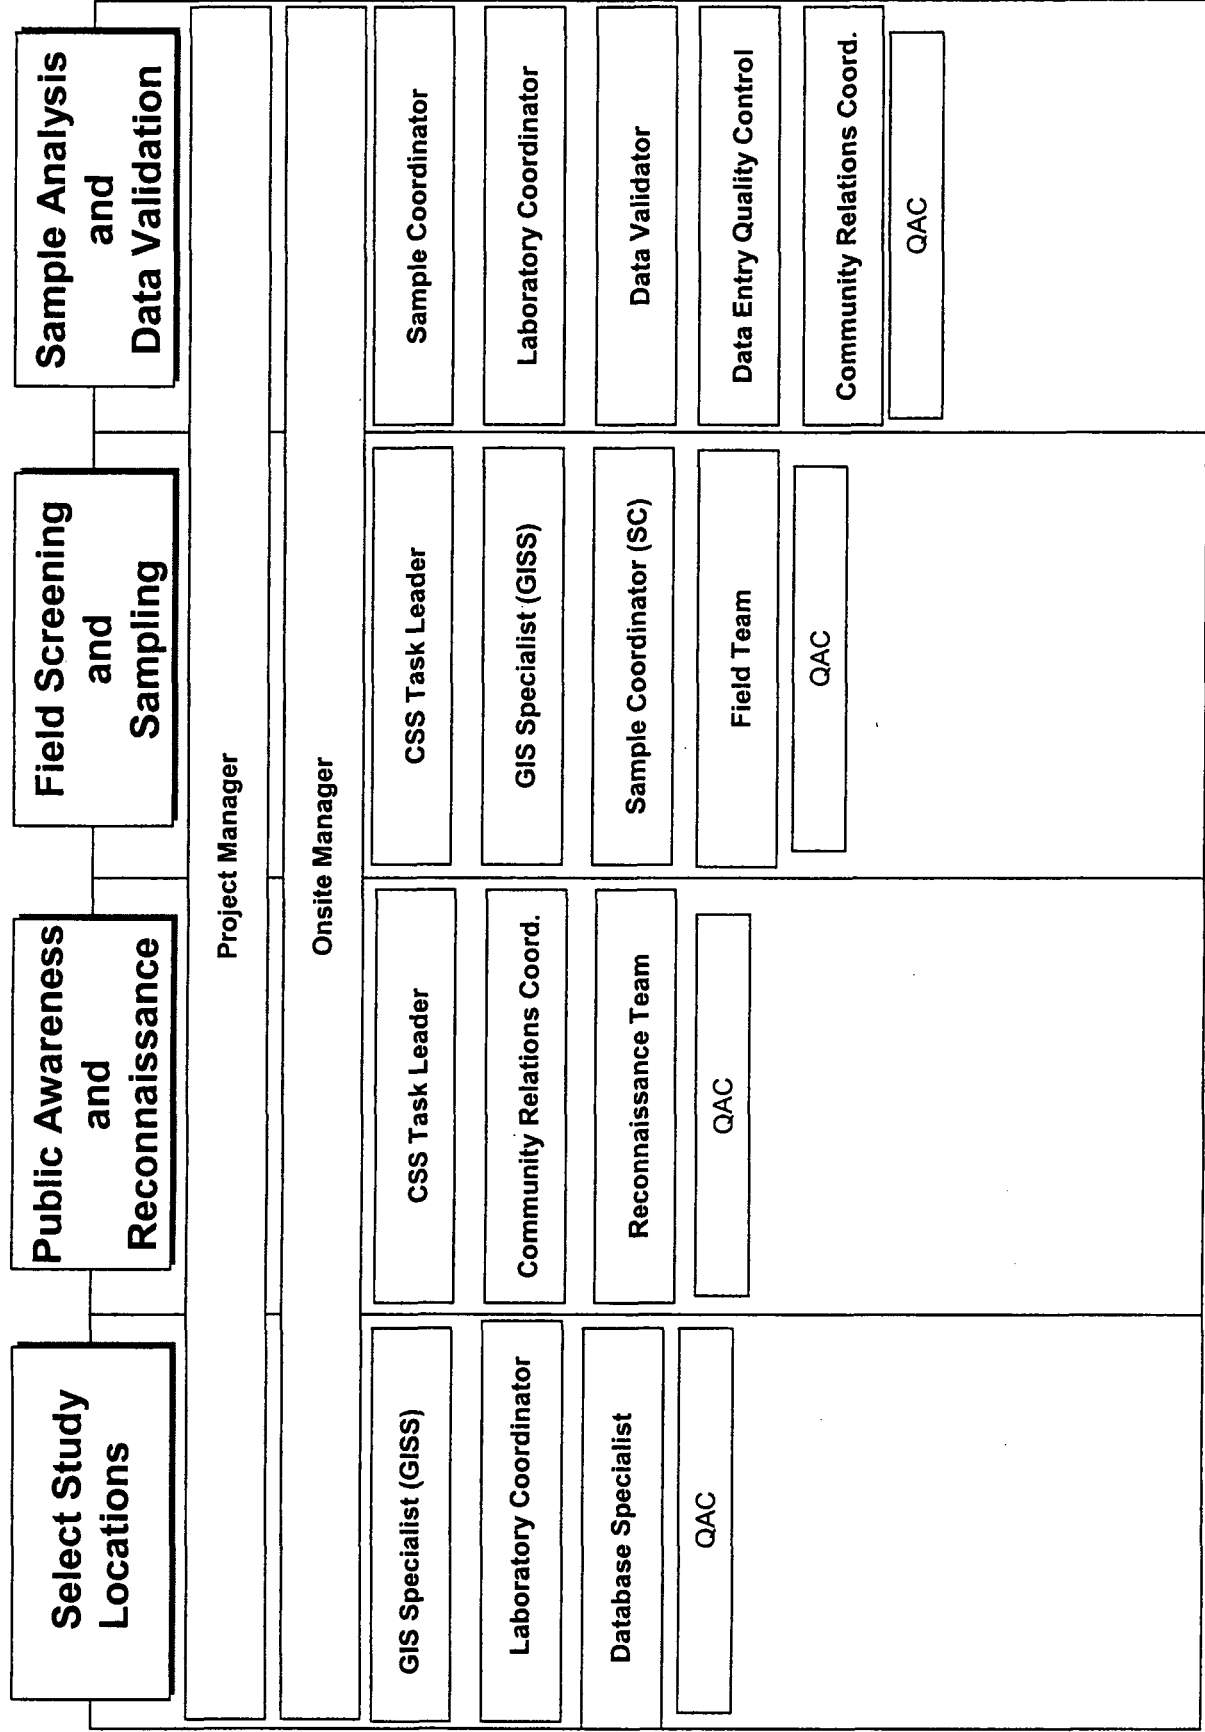 Select Study
Locations
Public Awareness
and
Reconnaissance
Field Screening
and
Sampling
Sample Analysis
and
Data Validation
Project Manager
Onsite Manager
GIS Specialist (GISS)
Laboratory Coordinator
Database Specialist
QAC
CSS Task Leader
Community Relations Coord.
Reconnaissance Team
QAC
CSS Task Leader
GIS Specialist (GISS)
Sample Coordinator (SC)
Field Team
QAC
Sample Coordinator
Laboratory Coordinator
Data Validator
Data Entry Quality Control
Community Relations Coord.
QAC